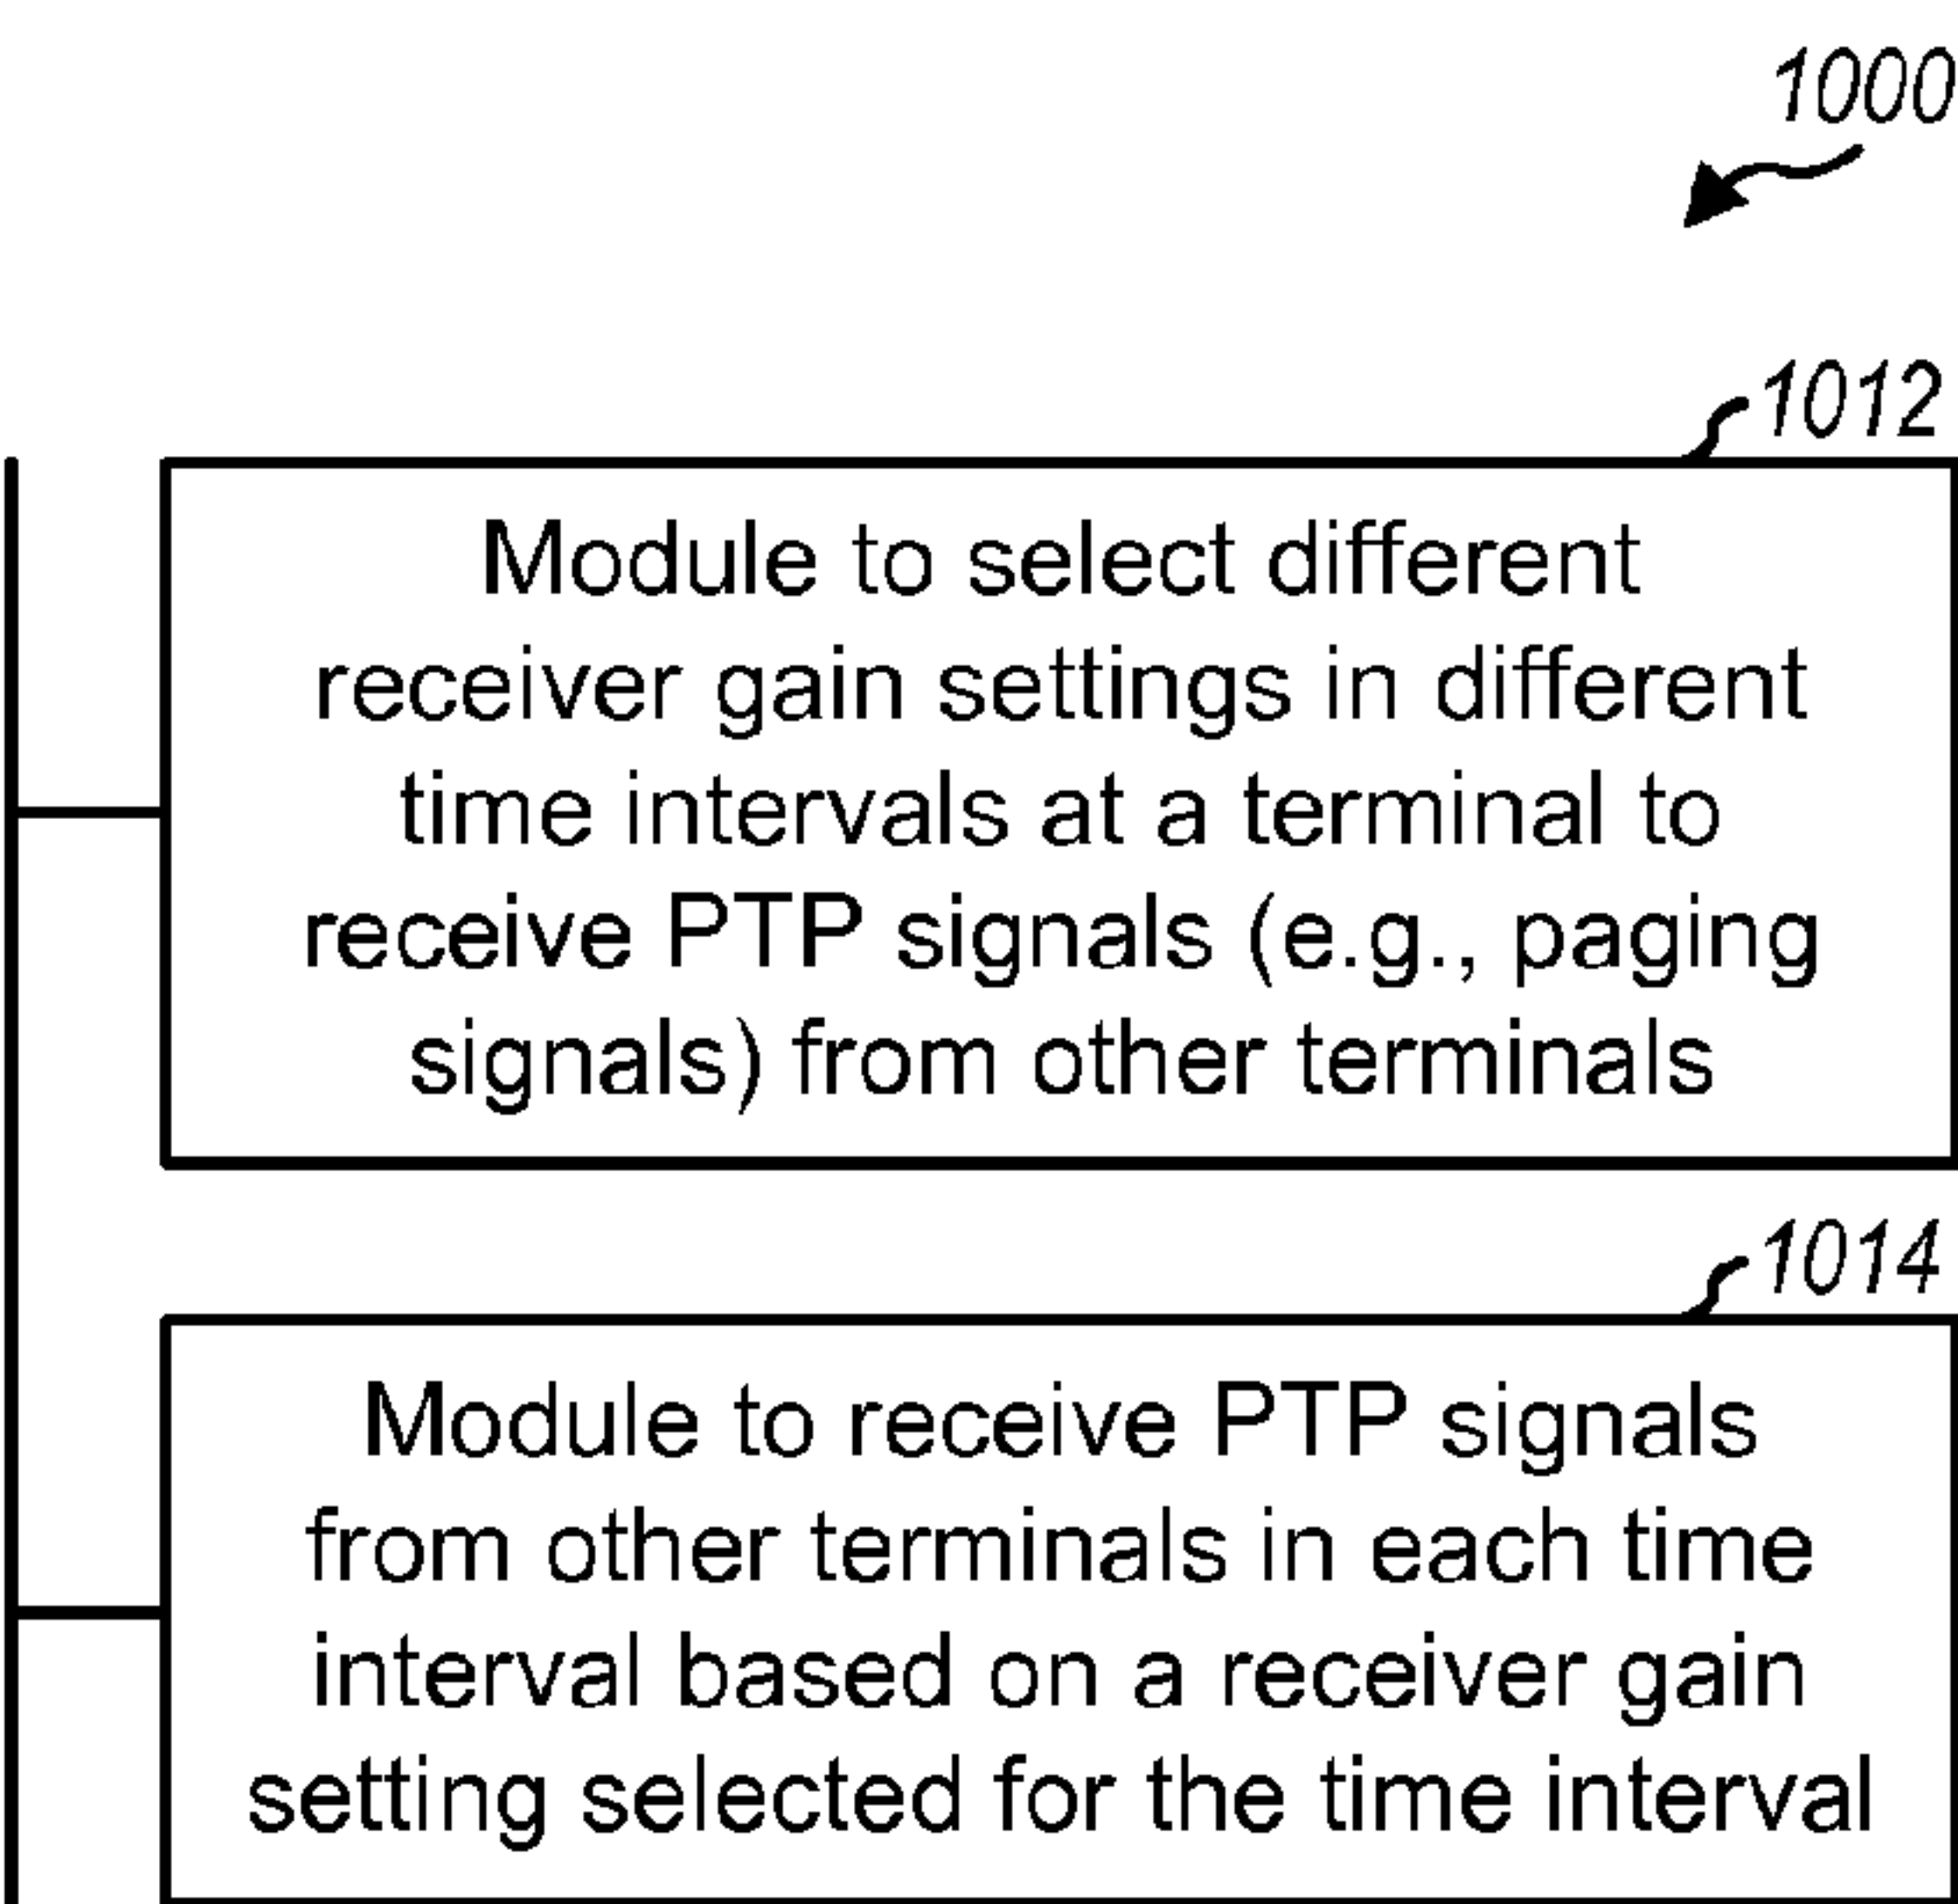 1000
1012
Module to select different
receiver gain settings in different
time intervals at a terminal to
receive PTP signals (e.g., paging
signals) from other terminals
1014
Module to receive PTP signals
from other terminals in each time
interval based on a receiver gain
setting selected for the time interval